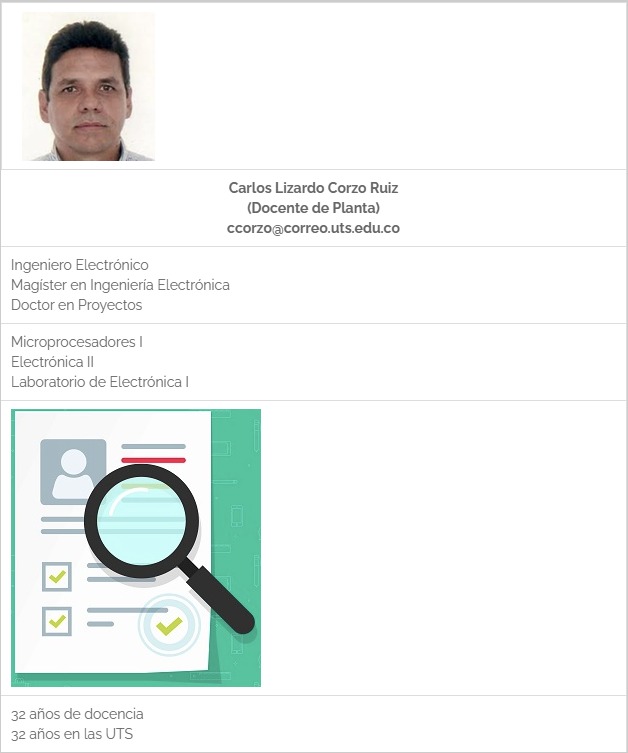 Carlos Lizardo Corzo Ruiz
(Docente de Planta)
ccorzo@correo.uts.edu.co
Ingeniero Electrónico
Magíster en Ingeniería Electrónica
Doctor en Proyectos
Microprocesadores I
Electrónica II
Laboratorio de Electrónica I
32 años de docencia
32 años en las UTS